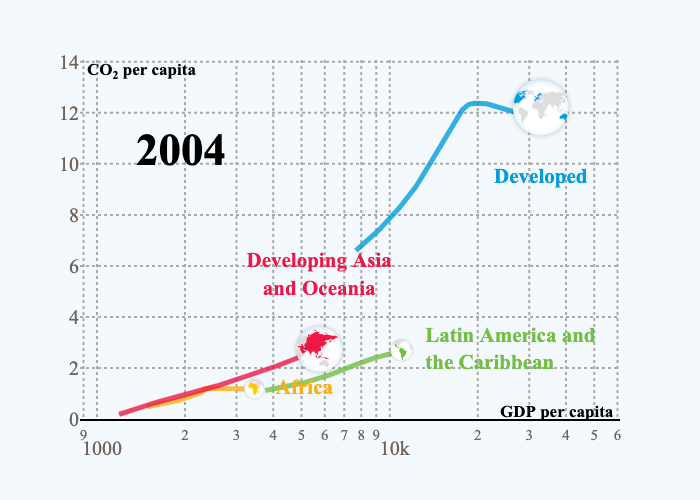 14
CO₂ per capita
12
2004
10
Developed
8
Developing Asia
and Oceania
6
4
Latin America and
the Caribbean
2
Africa
0
GDP per capita
9 2 3 4 5 6 7 8 9 2 3 4 5 6
1000 10k